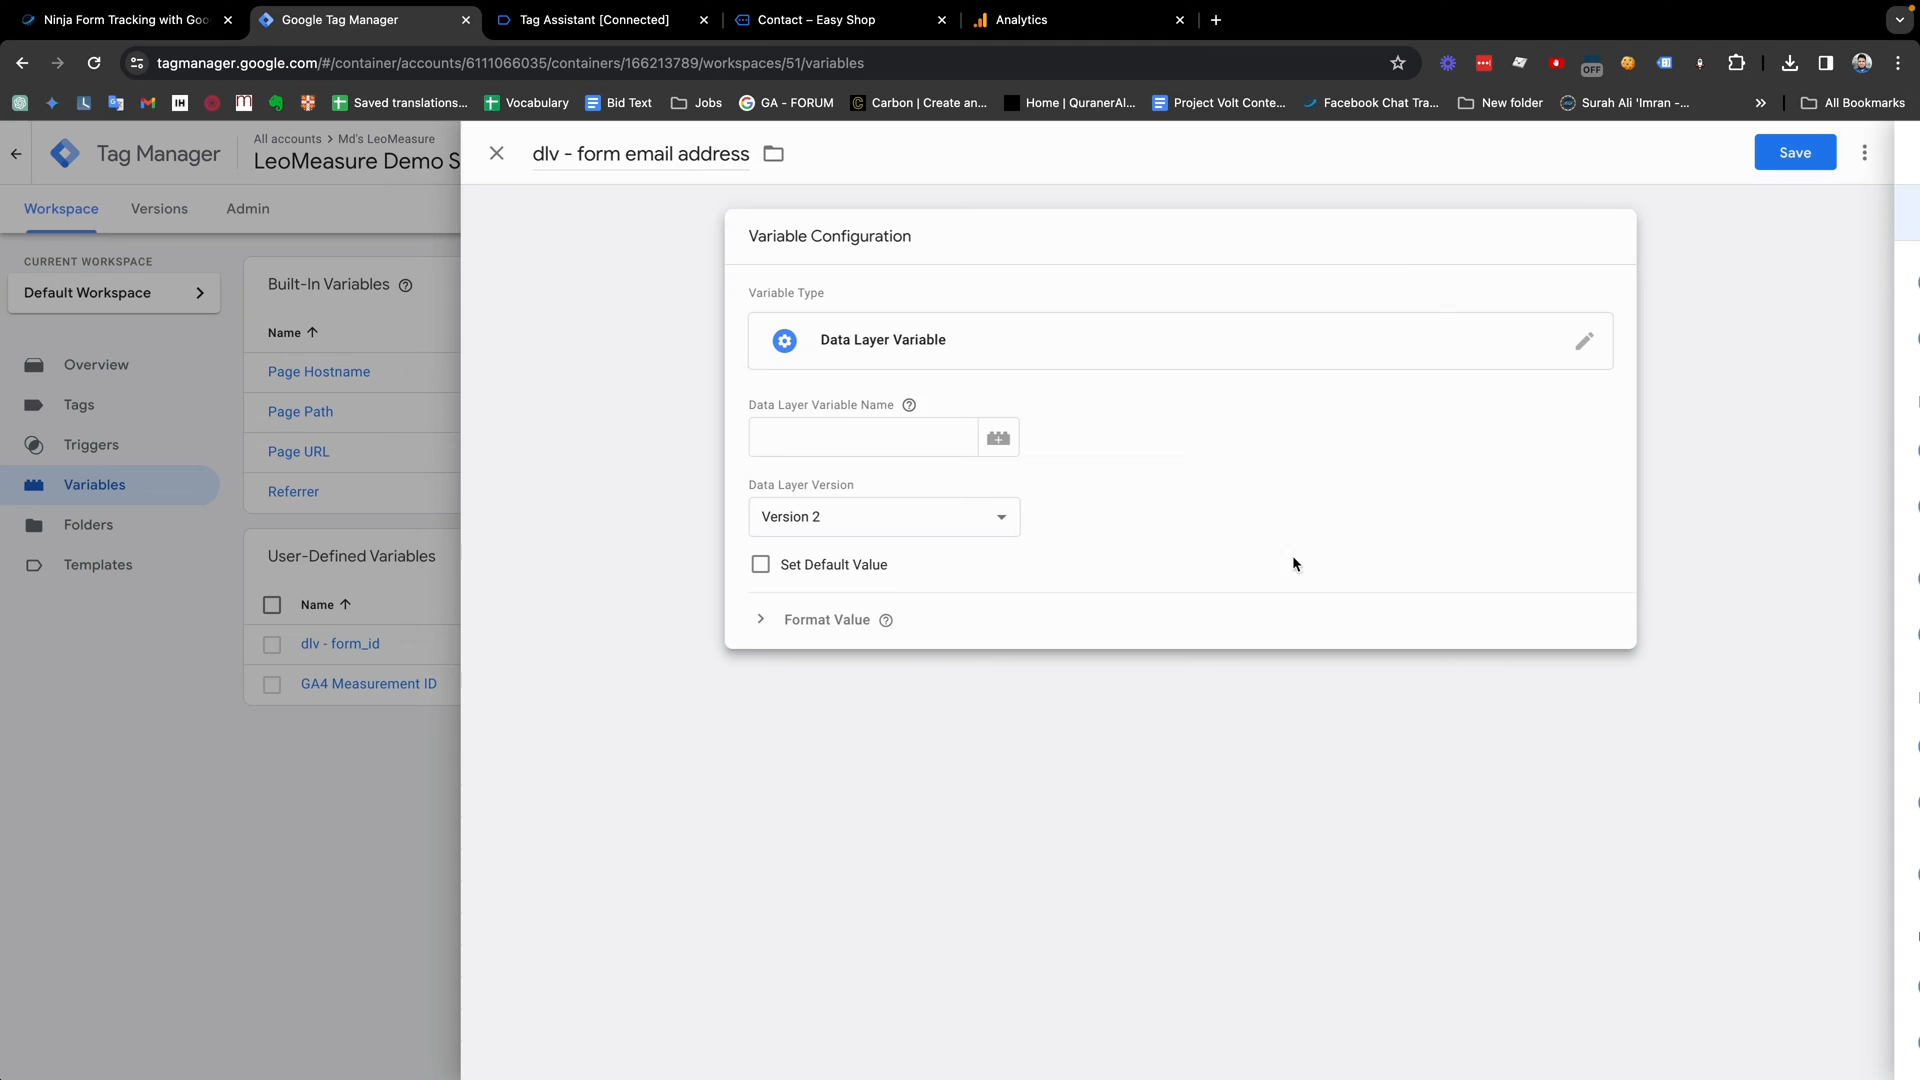 Ninja Form Tracking with Goo
Google Tag Manager
Tag Assistant [Connected]
Contact – Easy Shop
Analytics
tagmanager.google.com/#/container/accounts/6111066035/containers/166213789/workspaces/51/variables
OFF
Saved translations...
Vocabulary
Bid Text
Jobs
GA - FORUM
Carbon | Create an...
Home | QuranerAl...
Project Volt Conte...
Facebook Chat Tra...
New folder
Surah Ali 'Imran -...
All Bookmarks
Tag Manager
All accounts > Md's LeoMeasure
LeoMeasure Demo S
dlv - form email address
Save
Workspace
Versions
Admin
CURRENT WORKSPACE
Default Workspace
Overview
Tags
Triggers
Variables
Folders
Templates
Built-In Variables
Name
Page Hostname
Page Path
Page URL
Referrer
User-Defined Variables
Name
dlv - form_id
GA4 Measurement ID
Variable Configuration
Variable Type
Data Layer Variable
Data Layer Variable Name
Data Layer Version
Version 2
Set Default Value
Format Value